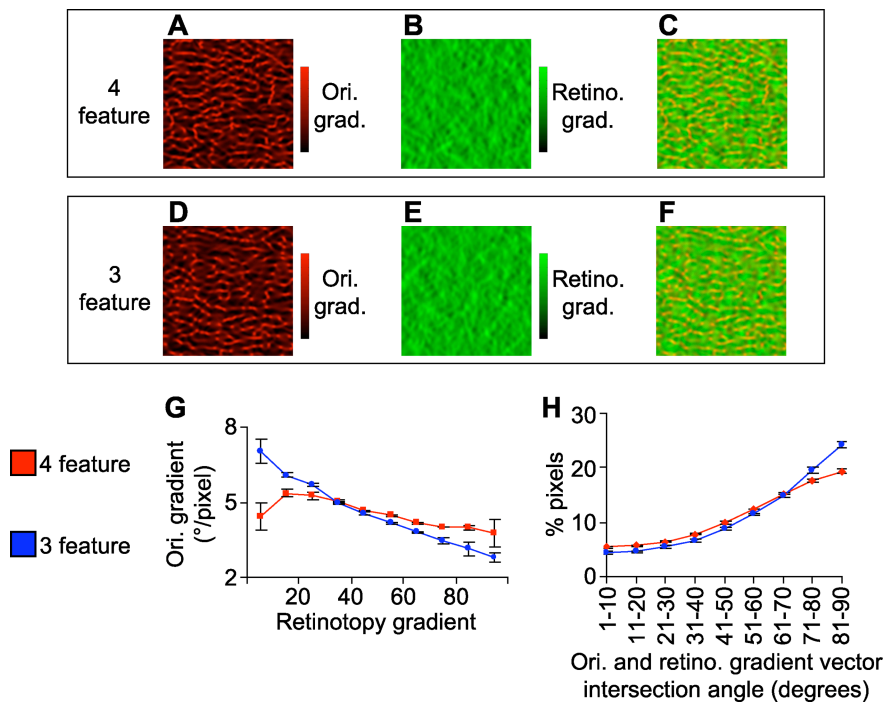 A
B
C
4
feature
Ori.
grad.
Retino.
grad.
D
E
F
3
feature
Ori.
grad.
Retino.
grad.
4 feature
3 feature
G
8
5
2
Ori. gradient
(°/pixel)
20
40
60
80
Retinotopy gradient
H
30
20
10
0
% pixels
1-10
11-20
21-30
31-40
41-50
51-60
61-70
71-80
81-90
Ori. and retino. gradient vector
intersection angle (degrees)